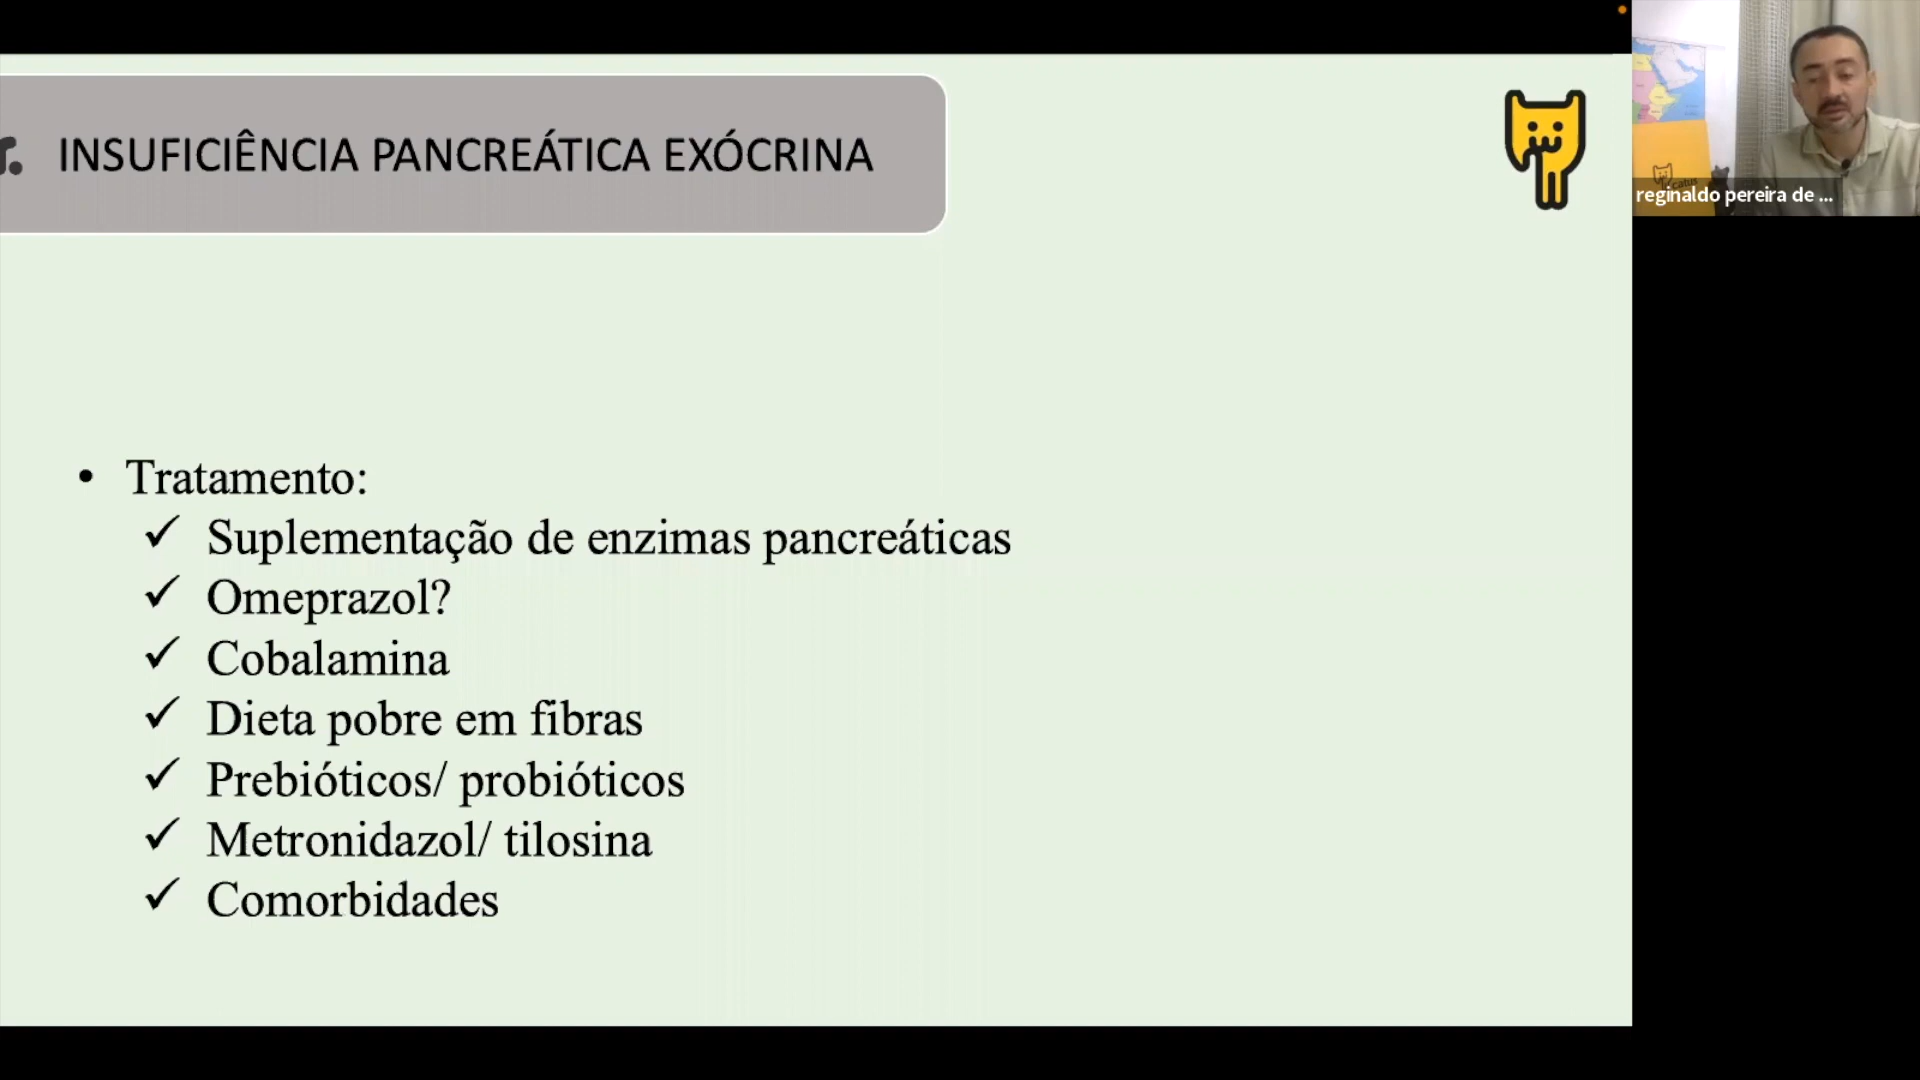 INSUFICIÊNCIA PANCREÁTICA EXÓCRINA
reginaldo pereira de ...
• Tratamento:
✓ Suplementação de enzimas pancreáticas
✓ Omeprazol?
✓ Cobalamina
✓ Dieta pobre em fibras
✓ Prebióticos/ probióticos
✓ Metronidazol/ tilosina
✓ Comorbidades